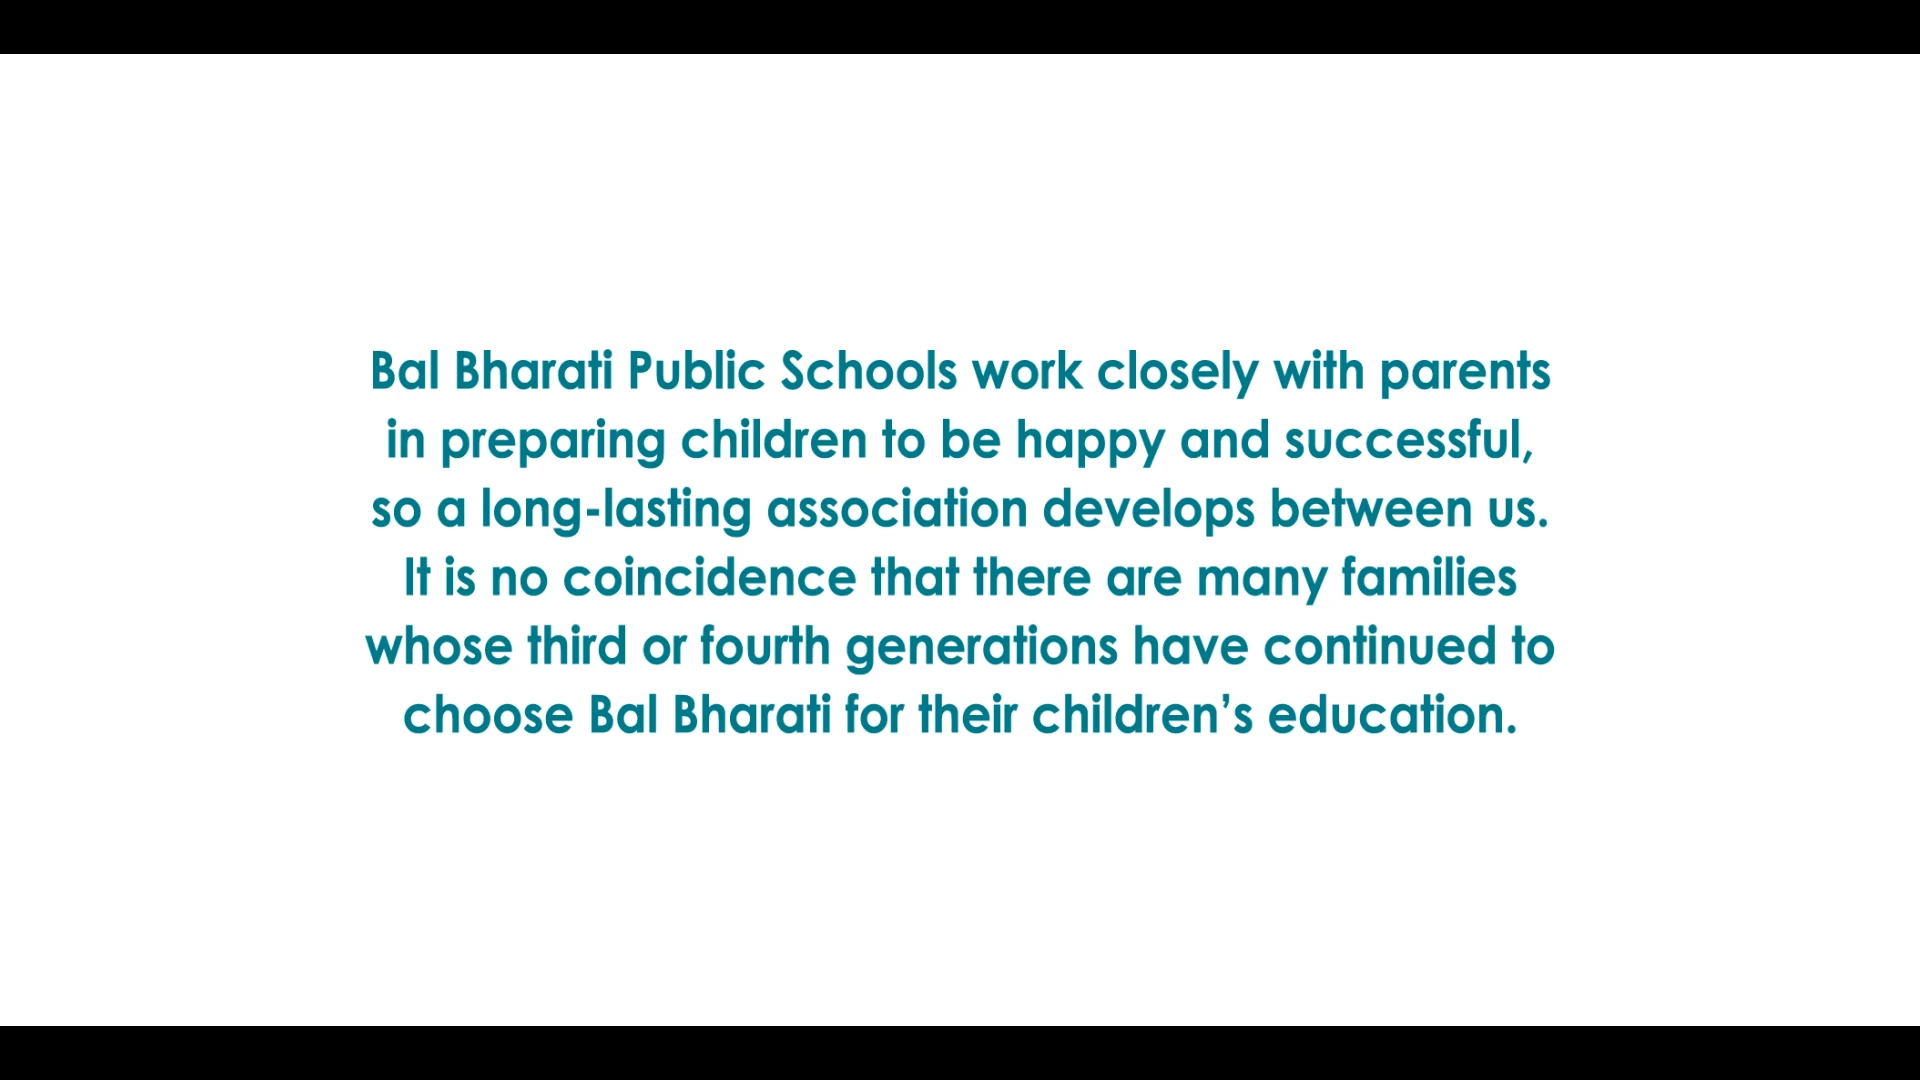 Bal Bharati Public Schools work closely with parents
in preparing children to be happy and successful,
so a long-lasting association develops between us.
It is no coincidence that there are many families
whose third or fourth generations have continued to
choose Bal Bharati for their children’s education.